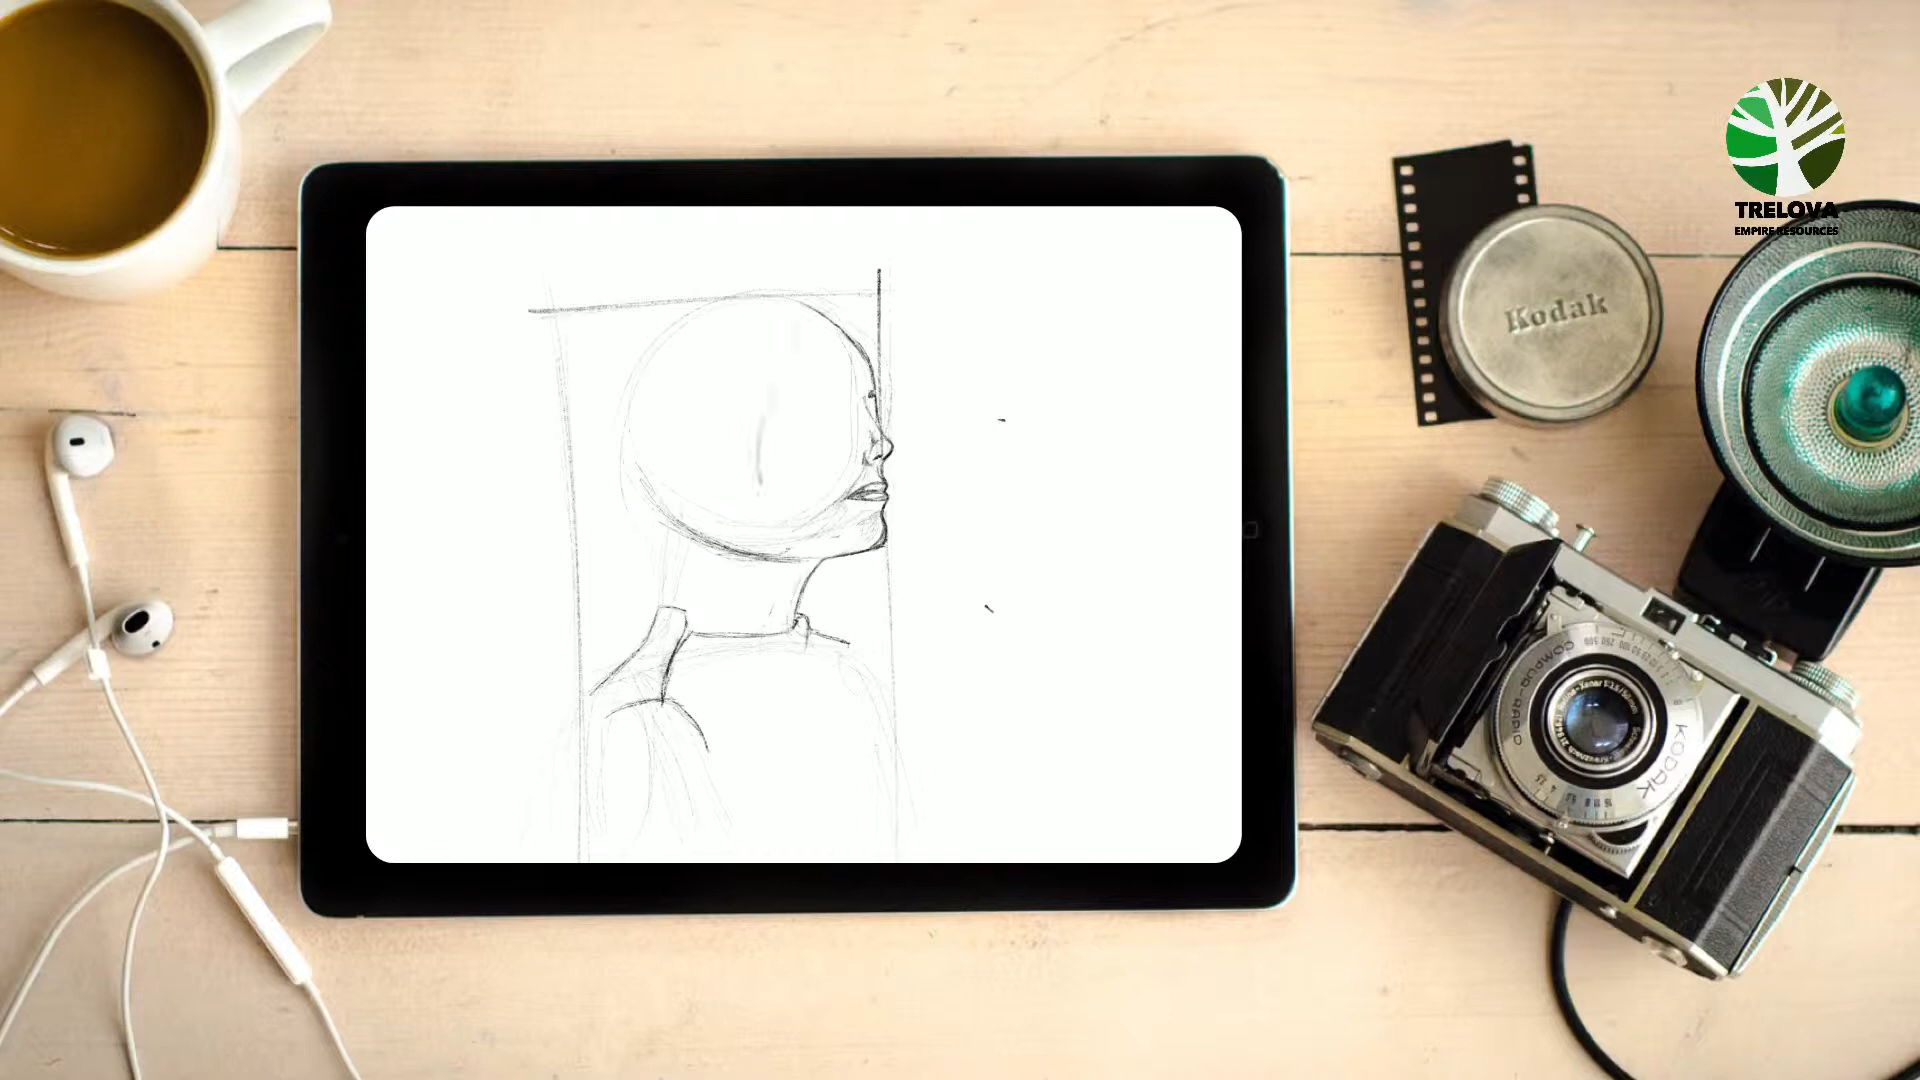 TRELOVA
EMPIRE RESOURCES
Kodak
COMPUR-RAPID
KODAK